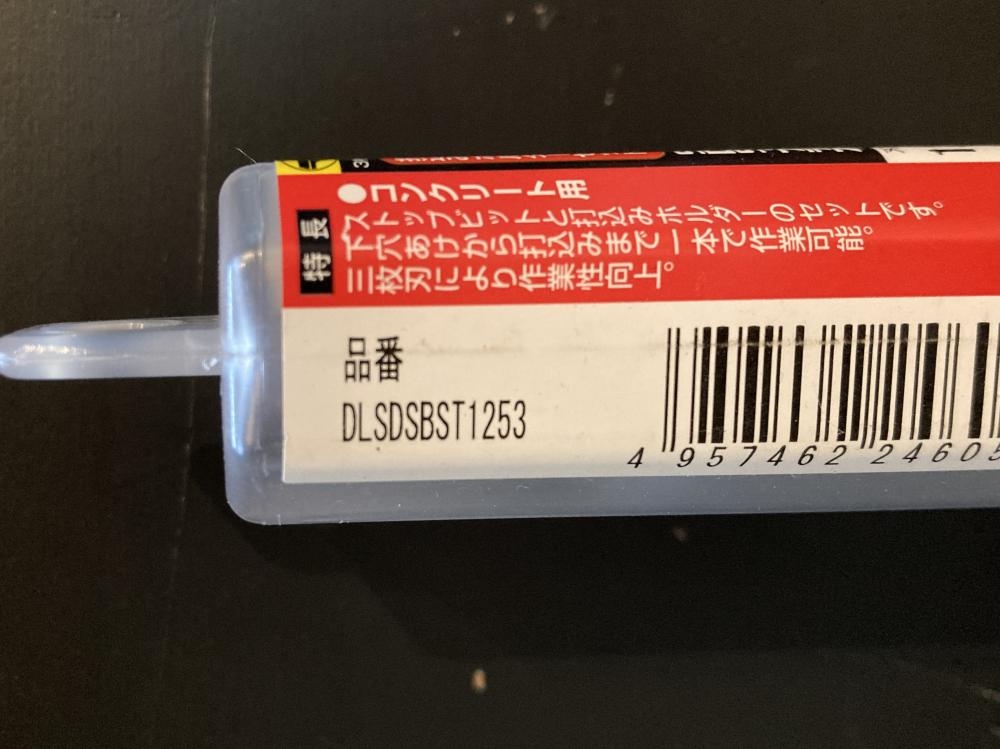 特長
●コンクリート用
ストップビットと打込みホルダーのセットです。
下穴あけから打込みまで一本で作業可能。
三枚刃により作業性向上。
品番
DLSDSBST1253
4 957462 24605